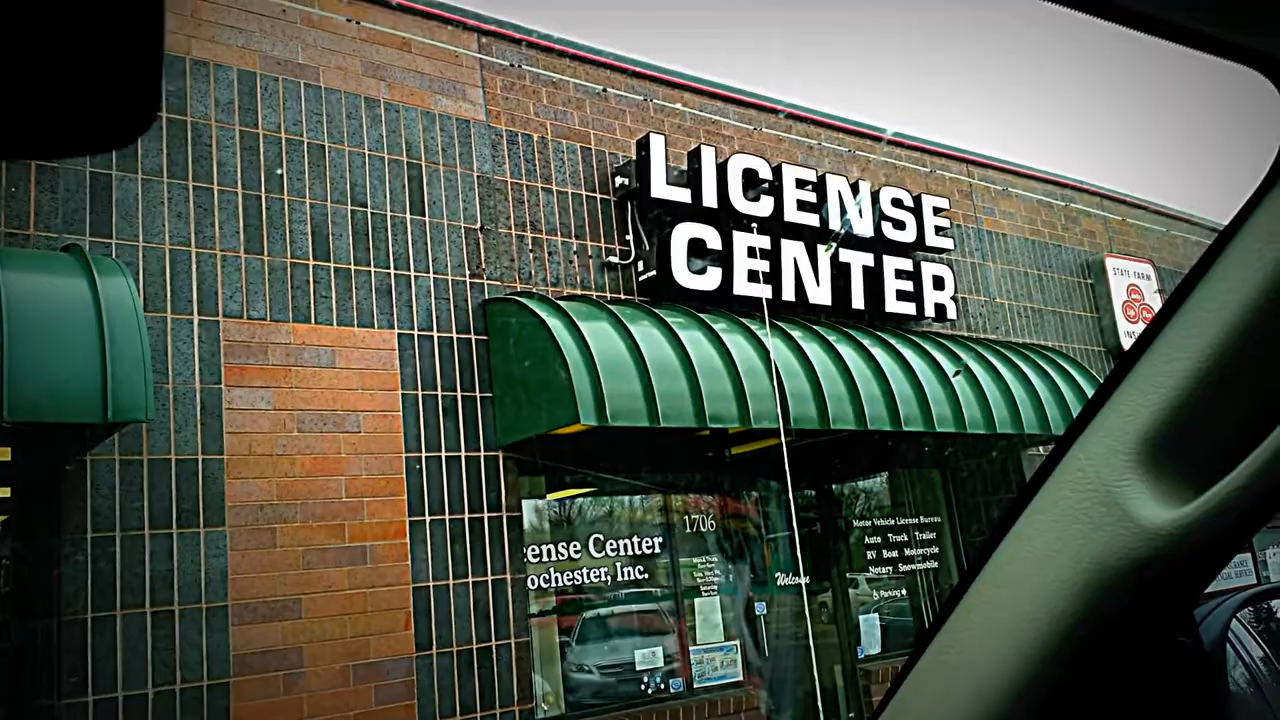 LICENSE
CENTER
STATE FARM
cense Center
ochester, Inc.
1706
Welcome
Motor Vehicle License Bureau
Auto Truck Trailer
RV Boat Motorcycle
Notary Snowmobile
Parking